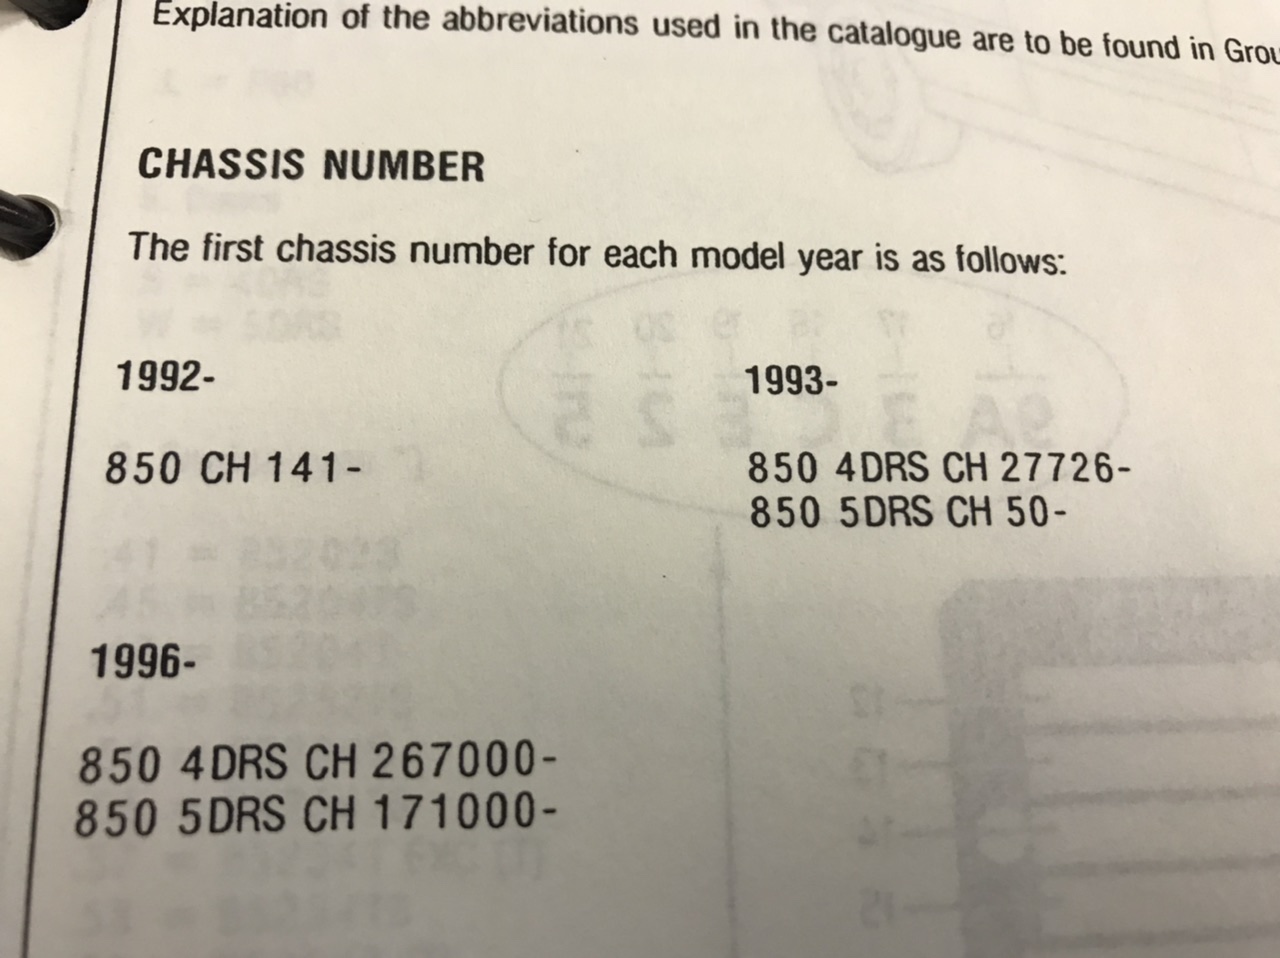 Explanation of the abbreviations used in the catalogue are to be found in
CHASSIS NUMBER
The first chassis number for each model year is as follows:
1992-
850 CH 141-
1993-
850 4DRS CH 27726-
850 5DRS CH 50-
1996-
850 4DRS CH 267000-
850 5DRS CH 171000-